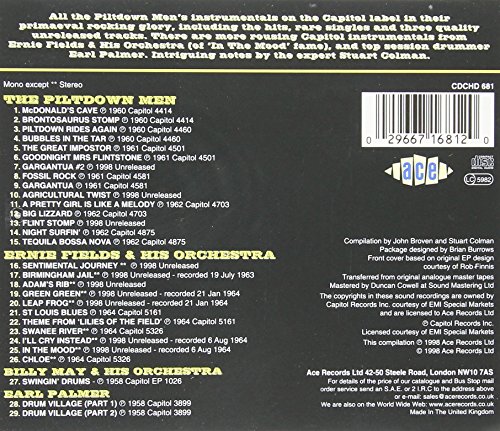 All the Piltdown Men's instrumentals on the Capitol label in their
primaeval rocking glory, including the hits, rare singles and three quality
unreleased tracks. There are more rousing Capitol instrumentals from
Ernie Fields & His Orchestra (of 'In The Mood' fame), and top session drummer
Earl Palmer. Intriguing notes by the expert Stuart Colman.
Mono except ** Stereo
CDCHD 681
THE PILTDOWN MEN
1. McDONALD'S CAVE ℗ 1960 Capitol 4414
2. BRONTOSAURUS STOMP ℗ 1960 Capitol 4414
3. PILTDOWN RIDES AGAIN ℗ 1960 Capitol 4460
4. BUBBLES IN THE TAR ℗ 1960 Capitol 4460
5. THE GREAT IMPOSTOR ℗ 1961 Capitol 4501
6. GOODNIGHT MRS FLINTSTONE ℗ 1961 Capitol 4501
7. GARGANTUA #2 ℗ 1998 Unreleased
8. FOSSIL ROCK ℗ 1961 Capitol 4581
9. GARGANTUA ℗ 1961 Capitol 4581
10. AGRICULTURAL TWIST ℗ 1998 Unreleased
11. A PRETTY GIRL IS LIKE A MELODY ℗ 1962 Capitol 4703
12. BIG LIZZARD ℗ 1962 Capitol 4703
13. FLINT STOMP ℗ 1998 Unreleased
14. NIGHT SURFIN' ℗ 1962 Capitol 4875
15. TEQUILA BOSSA NOVA ℗ 1962 Capitol 4875
ERNIE FIELDS & HIS ORCHESTRA
16. SENTIMENTAL JOURNEY ** ℗ 1998 Unreleased
17. BIRMINGHAM JAIL ** ℗ 1998 Unreleased - recorded 19 July 1963
18. ADAM'S RIB ** ℗ 1998 Unreleased
19. GREEN GREEN ** ℗ 1998 Unreleased - recorded 21 Jan 1964
20. LEAP FROG ** ℗ 1998 Unreleased - recorded 21 Jan 1964
21. ST LOUIS BLUES ℗ 1964 Capitol 5161
22. THEME FROM 'LILIES OF THE FIELD' ℗ 1964 Capitol 5161
23. SWANEE RIVER ** ℗ 1964 Capitol 5326
24. I'LL CRY INSTEAD ** ℗ 1998 Unreleased - recorded 6 Aug 1964
25. IN THE MOOD ** ℗ 1998 Unreleased - recorded 6 Aug 1964
26. CHLOE ** ℗ 1964 Capitol 5326
BILLY MAY & HIS ORCHESTRA
27. SWINGIN' DRUMS ℗ 1958 Capitol EP 1026
EARL PALMER
28. DRUM VILLAGE (PART 1) ℗ 1958 Capitol 3899
29. DRUM VILLAGE (PART 2) ℗ 1958 Capitol 3899
0 29667 16812 0
ace
COMPACT
disc
DIGITAL AUDIO
LC 5982
Compilation by John Broven and Stuart Colman
Package designed by Brian Burrows
Front cover based on original EP design
courtesy of Rob-Finnis
Transferred from original analogue master tapes
Mastered by Duncan Cowell at Sound Mastering Ltd
The copyrights in these sound recordings are owned by
Capitol Records Inc. courtesy of EMI Special Markets
and are licensed to Ace Records Ltd
℗ Capitol Records Inc.
Licensed courtesy of EMI Special Markets
This compilation ℗ 1998 Ace Records Ltd
© 1998 Ace Records Ltd
Ace Records Ltd 42-50 Steele Road, London NW10 7AS
For details of the price of our catalogue and Bus Stop mail
order service send a S.A.E. or 2 I.R.C. to the above address
or e-mail: sales@acerecords.co.uk
We are also on the World Wide Web: www.acerecords.co.uk
Made In The United Kingdom